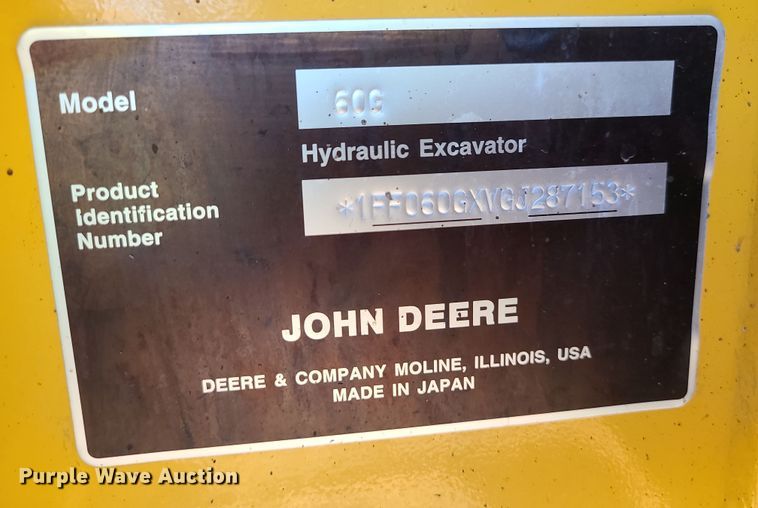 Model 60G
Hydraulic Excavator
Product
Identification
Number
*1FF060GXVGJ287153*
JOHN DEERE
DEERE & COMPANY MOLINE, ILLINOIS, USA
MADE IN JAPAN
Purple Wave Auction